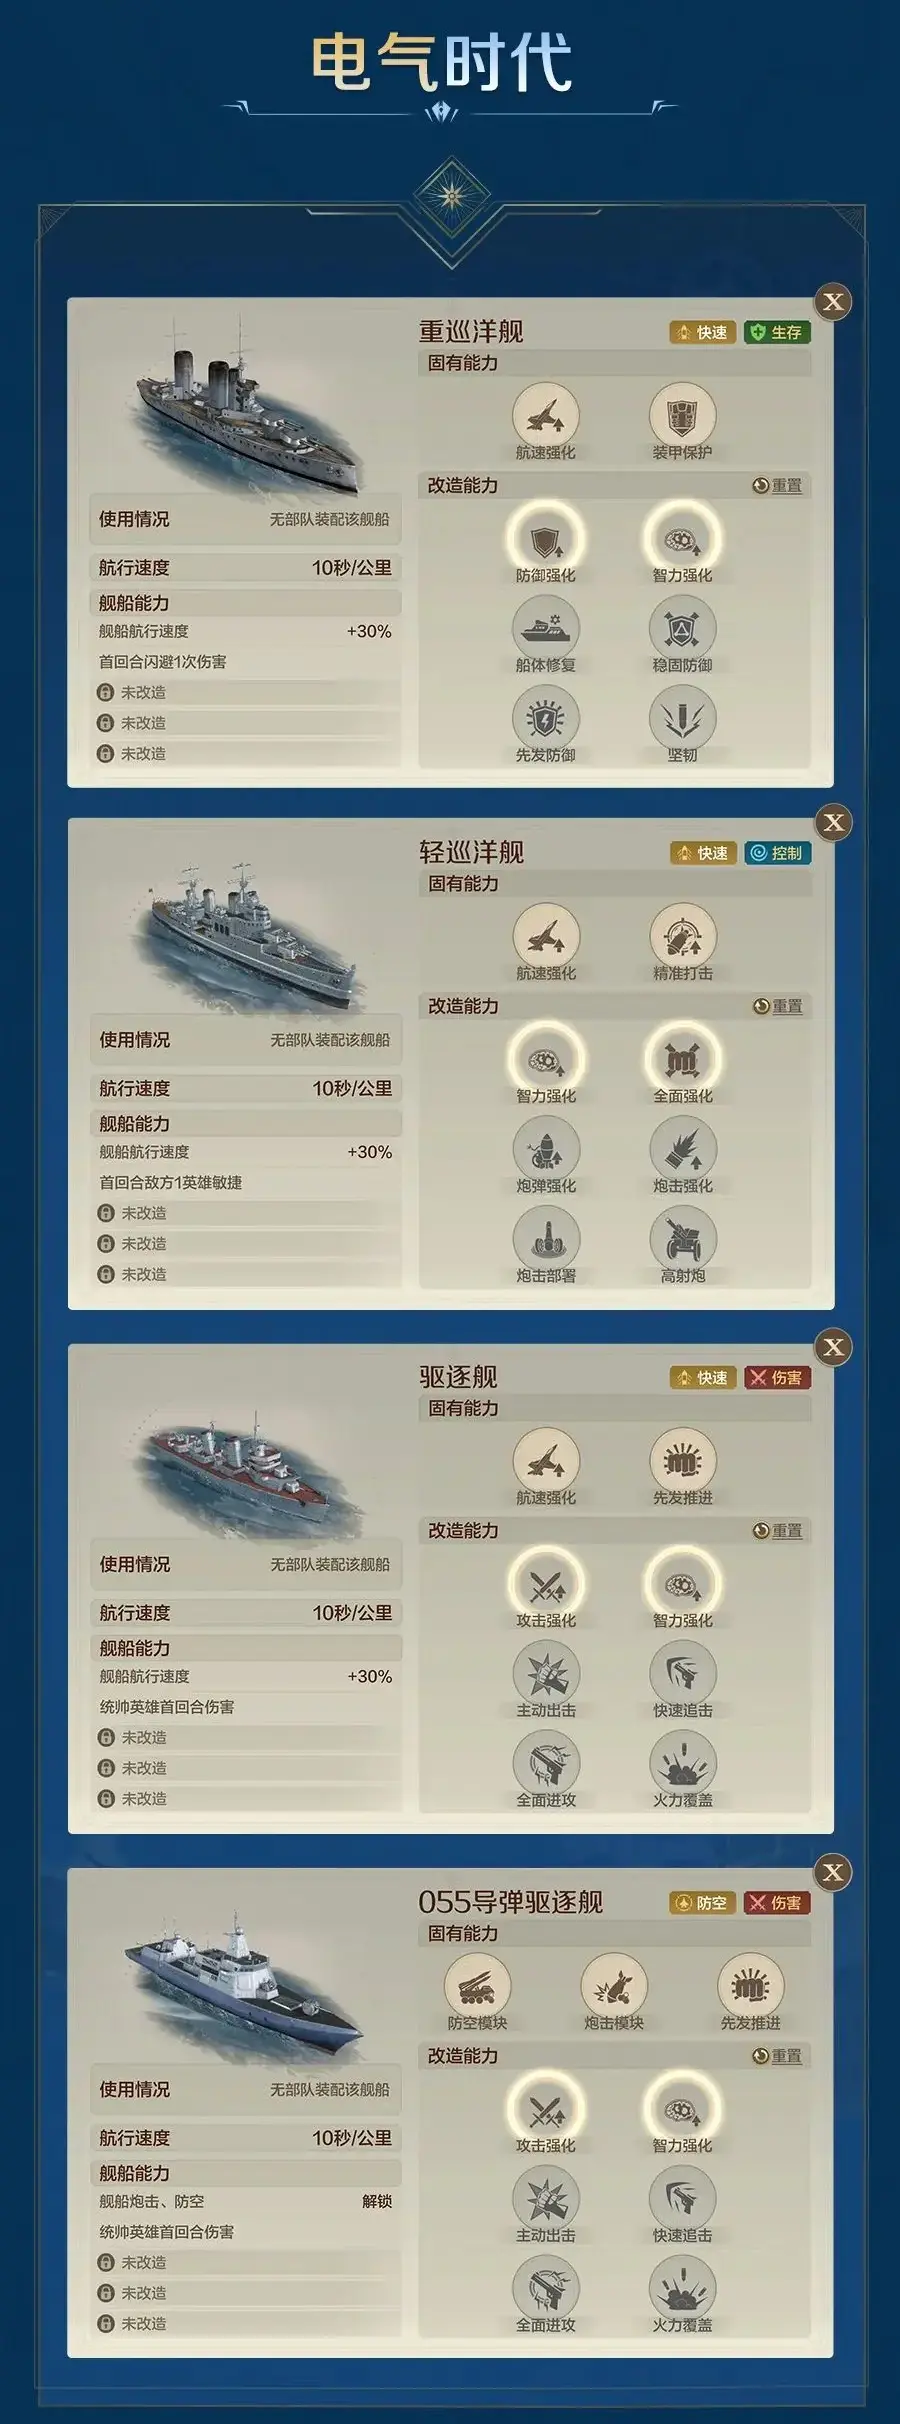 电气时代
X
重巡洋舰
快速 生存
固有能力
航速强化 装甲保护
改造能力 重置
防御强化 智力强化
船体修复 稳固防御
先发防御 坚韧
使用情况 无部队装配该舰船
航行速度 10秒/公里
舰船能力
舰船航行速度 +30%
首回合闪避1次伤害
未改造
未改造
未改造
X
轻巡洋舰
快速 控制
固有能力
航速强化 精准打击
改造能力 重置
智力强化 全面强化
炮弹强化 炮击强化
炮击部署 高射炮
使用情况 无部队装配该舰船
航行速度 10秒/公里
舰船能力
舰船航行速度 +30%
首回合敌方1英雄敏捷
未改造
未改造
未改造
X
驱逐舰
快速 伤害
固有能力
航速强化 先发推进
改造能力 重置
攻击强化 智力强化
主动出击 快速追击
全面进攻 火力覆盖
使用情况 无部队装配该舰船
航行速度 10秒/公里
舰船能力
舰船航行速度 +30%
统帅英雄首回合伤害
未改造
未改造
未改造
X
055导弹驱逐舰
防空 伤害
固有能力
防空模块 炮击模块 先发推进
改造能力 重置
攻击强化 智力强化
主动出击 快速追击
全面进攻 火力覆盖
使用情况 无部队装配该舰船
航行速度 10秒/公里
舰船能力
舰船炮击、防空 解锁
统帅英雄首回合伤害
未改造
未改造
未改造